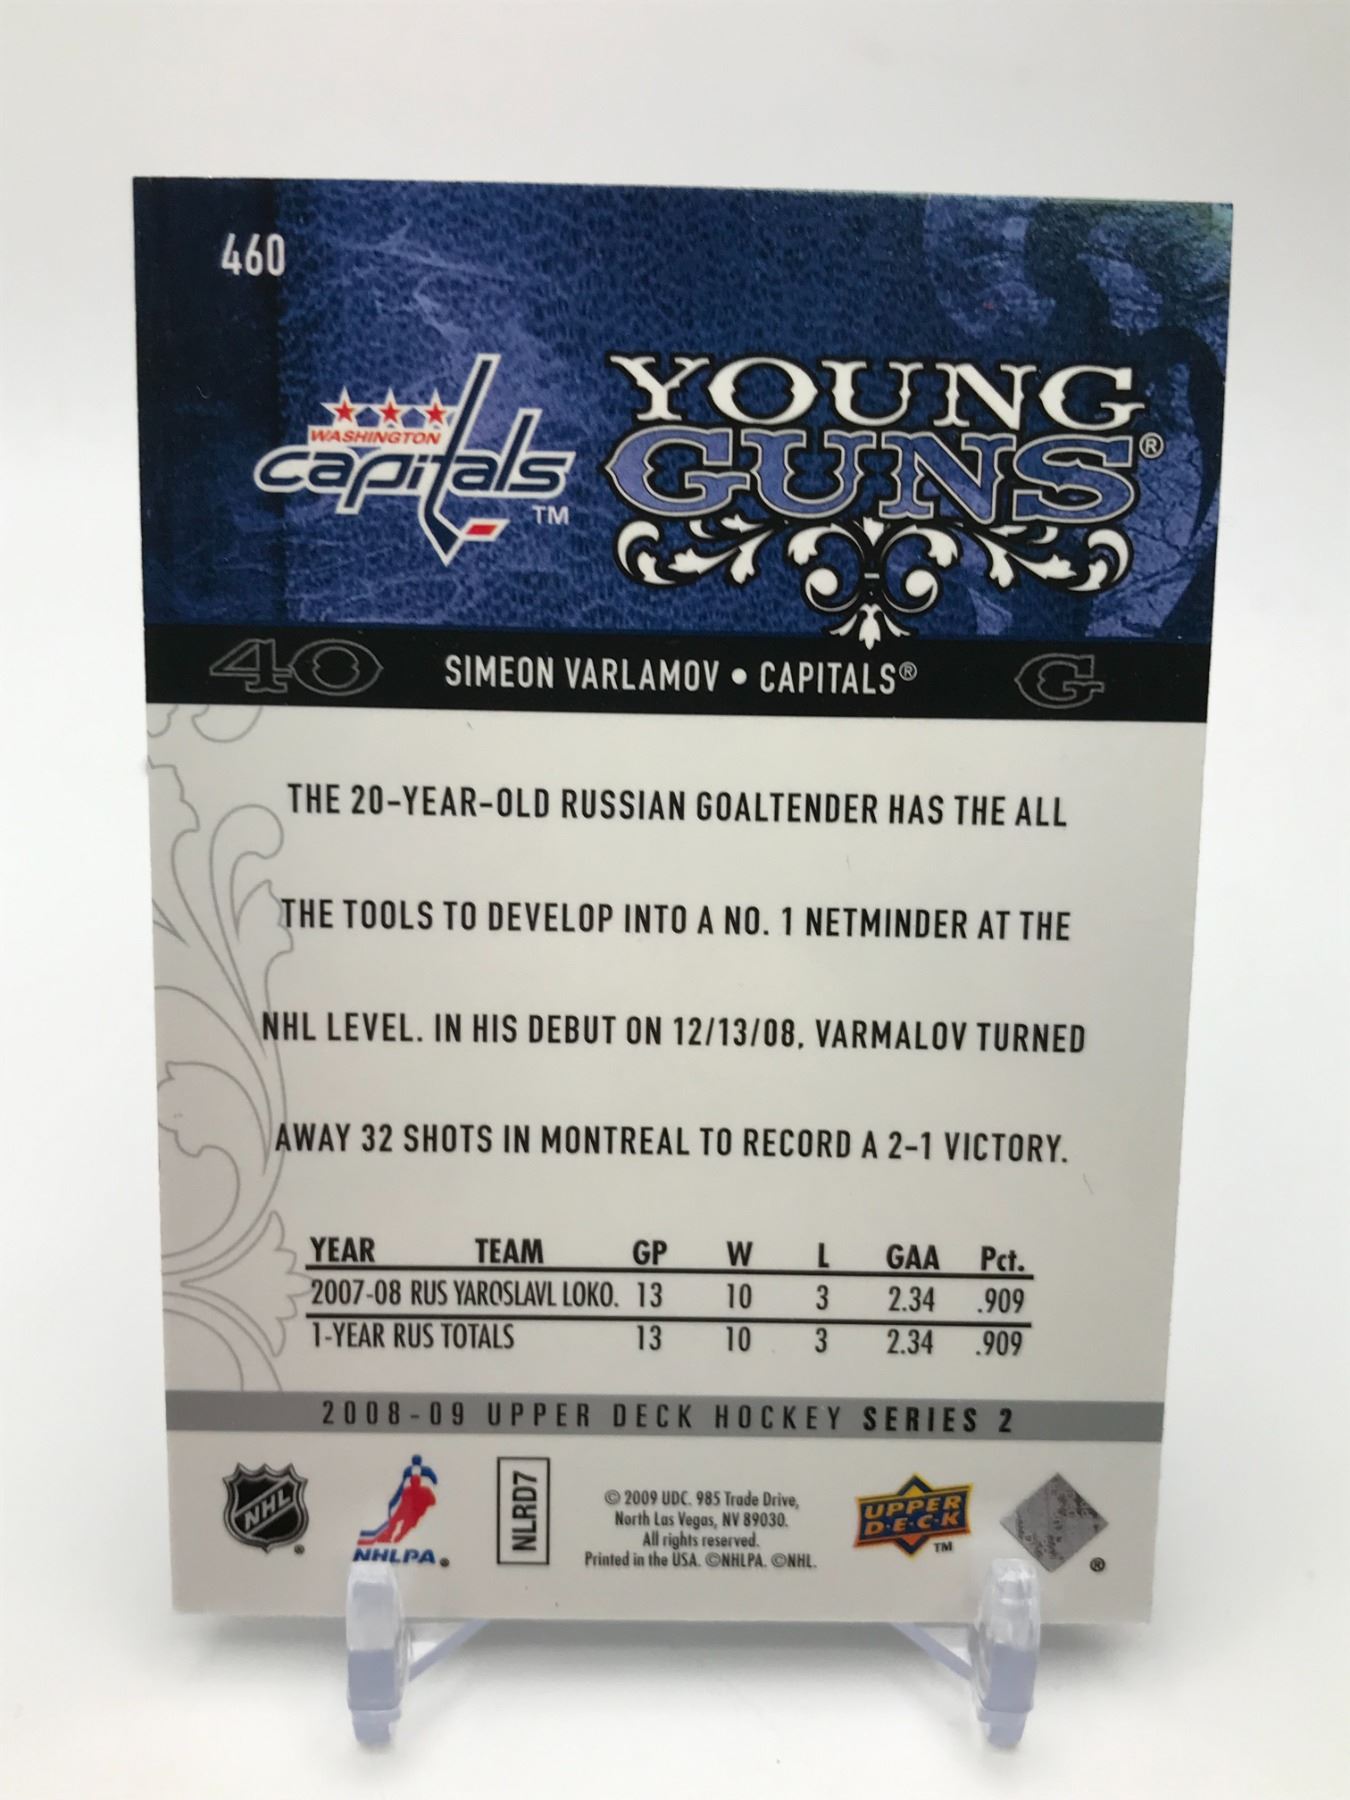 460
WASHINGTON
capitals TM
YOUNG
GUNS®
40 SIMEON VARLAMOV • CAPITALS® G
THE 20-YEAR-OLD RUSSIAN GOALTENDER HAS THE ALL
THE TOOLS TO DEVELOP INTO A NO. 1 NETMINDER AT THE
NHL LEVEL. IN HIS DEBUT ON 12/13/08, VARMALOV TURNED
AWAY 32 SHOTS IN MONTREAL TO RECORD A 2-1 VICTORY.
YEAR TEAM GP W L GAA Pct.
2007-08 RUS YAROSLAVL LOKO. 13 10 3 2.34 .909
1-YEAR RUS TOTALS 13 10 3 2.34 .909
2008-09 UPPER DECK HOCKEY SERIES 2
NHL ®
NHLPA ®
NLRD7
© 2009 UDC. 985 Trade Drive,
North Las Vegas, NV 89030.
All rights reserved.
Printed in the USA. ©NHLPA. ©NHL.
UPPER
D·E·C·K
TM
®